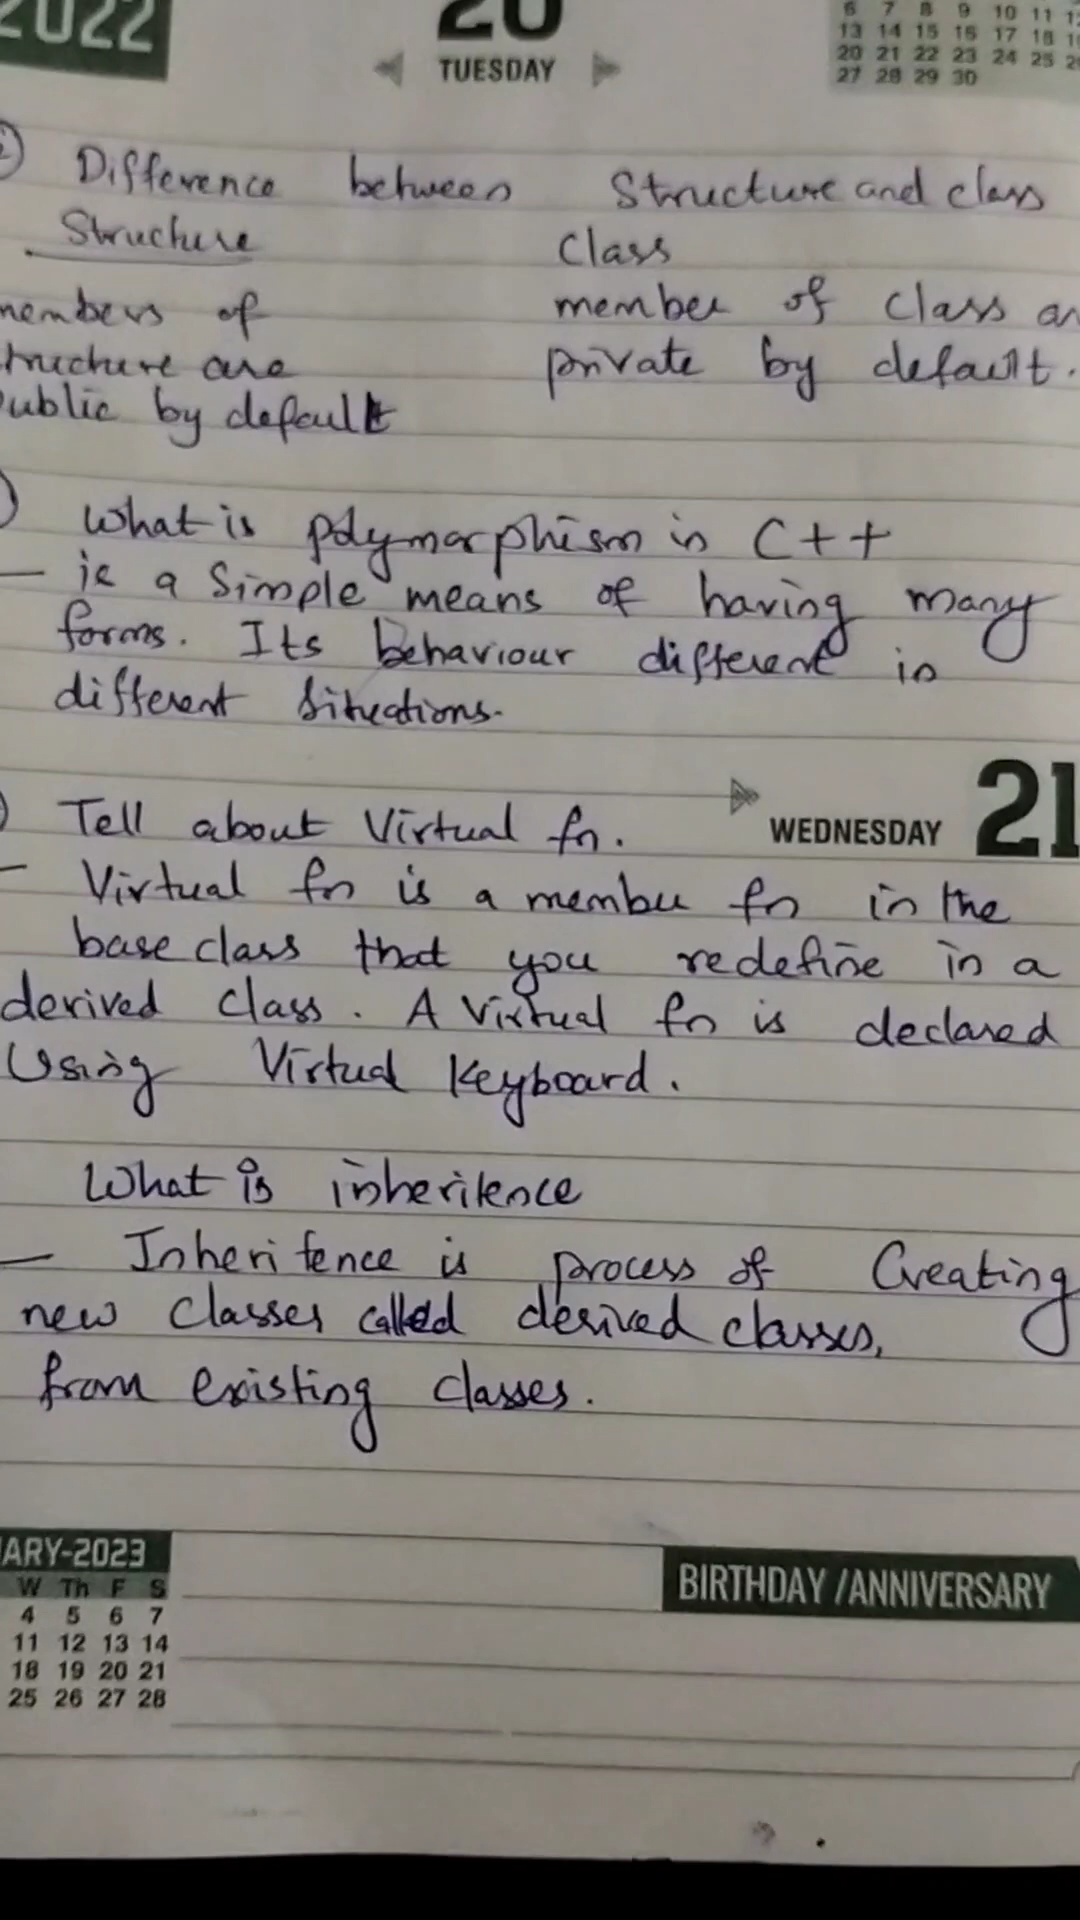 2022
20
TUESDAY
6 7 8 9 10 11
13 14 15 16 17 18
20 21 22 23 24 25
27 28 29 30
Difference between Structure and class
Structure Class
members of member of class
structure are private by default.
Public by default
What is polymorphism in C++
— is a Simple means of having many
forms. Its behaviour different in
different Situations.
WEDNESDAY 21
Tell about Virtual fn.
— Virtual fn is a member fn in the
base class that you redefine in a
derived class. A Virtual fn is declared
Using Virtual Keyboard.
What is inheritence
— Inheritence is process of Creating
new Classes called derived classes,
from existing classes.
ARY-2023
W Th F S
4 5 6 7
11 12 13 14
18 19 20 21
25 26 27 28
BIRTHDAY / ANNIVERSARY